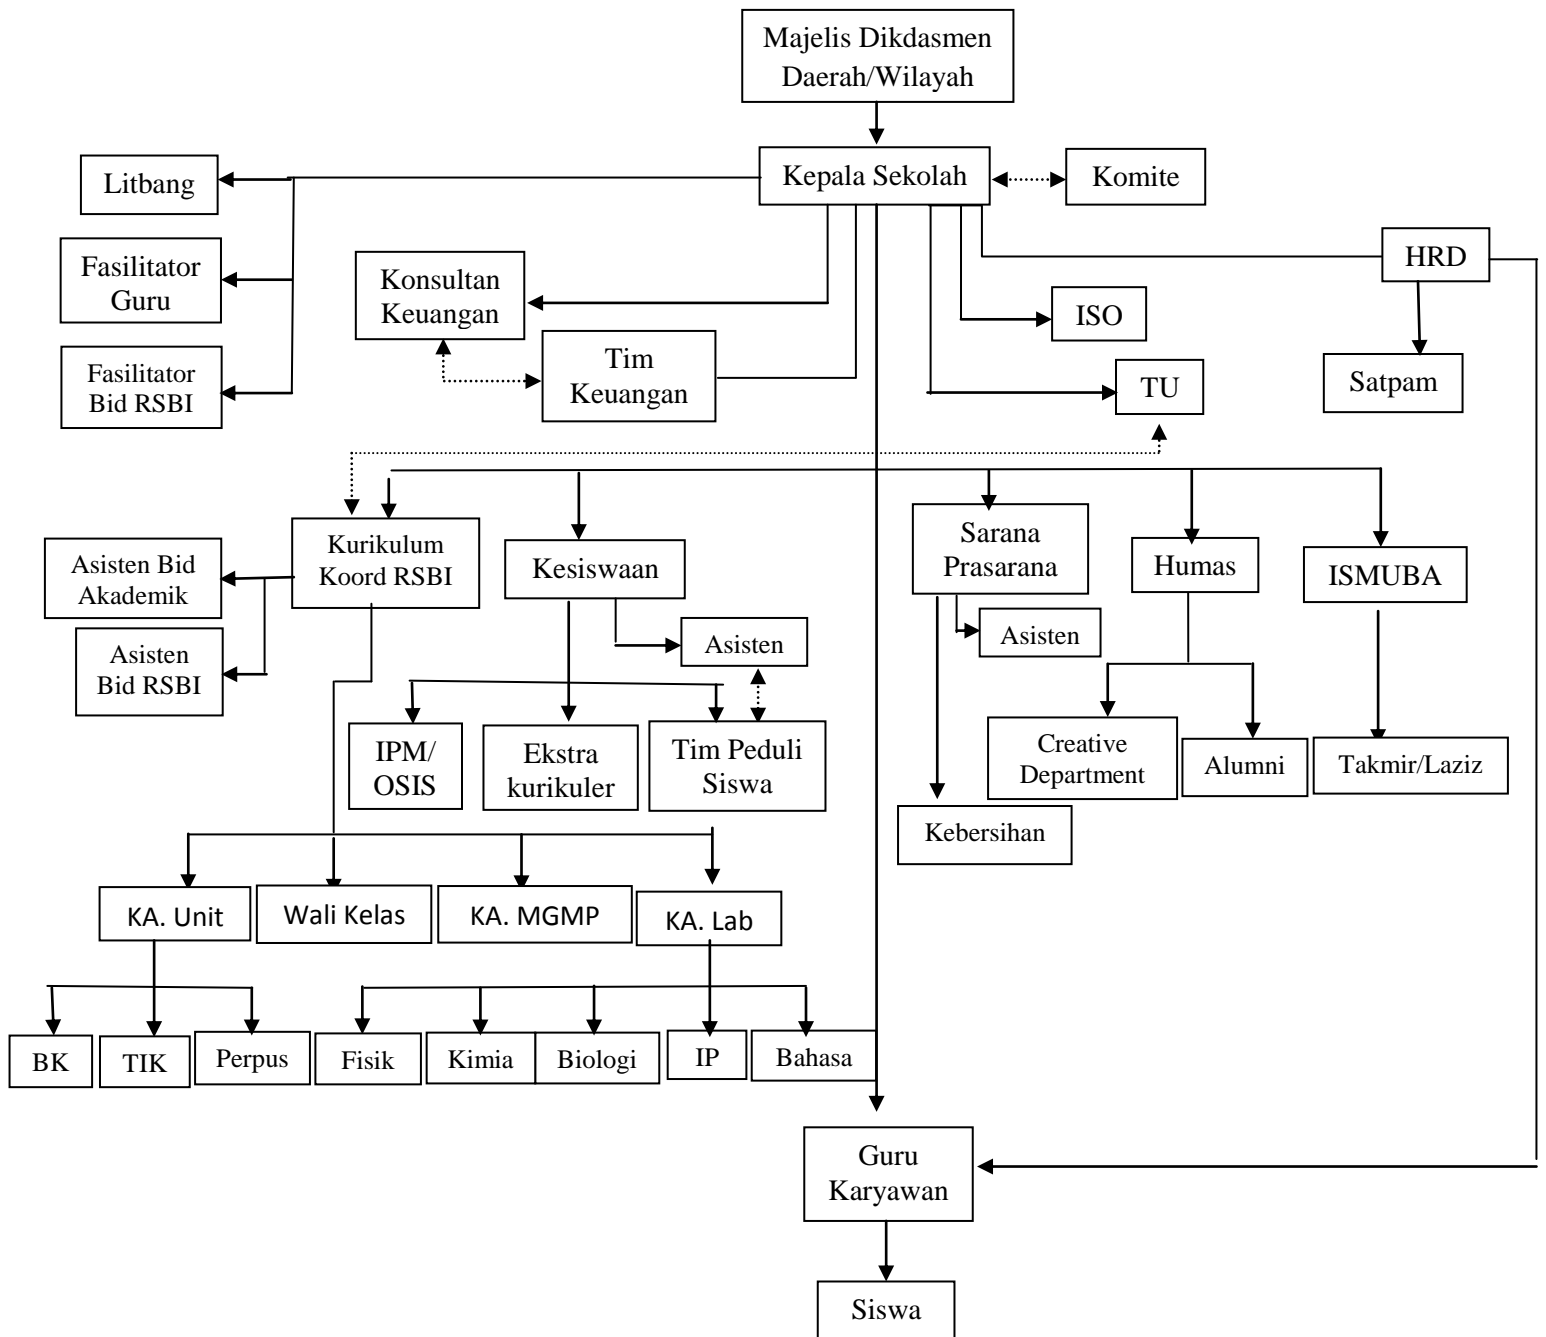 Majelis Dikdasmen
Daerah/Wilayah
Litbang
Kepala Sekolah
Komite
Fasilitator
Guru
Konsultan
Keuangan
HRD
ISO
Fasilitator
Bid RSBI
Tim
Keuangan
TU
Satpam
Kurikulum
Koord RSBI
Kesiswaan
Sarana
Prasarana
Humas
ISMUBA
Asisten Bid
Akademik
Asisten
Bid RSBI
Asisten
Asisten
IPM/
OSIS
Ekstra
kurikuler
Tim Peduli
Siswa
Creative
Department
Alumni
Takmir/Laziz
Kebersihan
KA. Unit
Wali Kelas
KA. MGMP
KA. Lab
BK
TIK
Perpus
Fisik
Kimia
Biologi
IP
Bahasa
Guru
Karyawan
Siswa